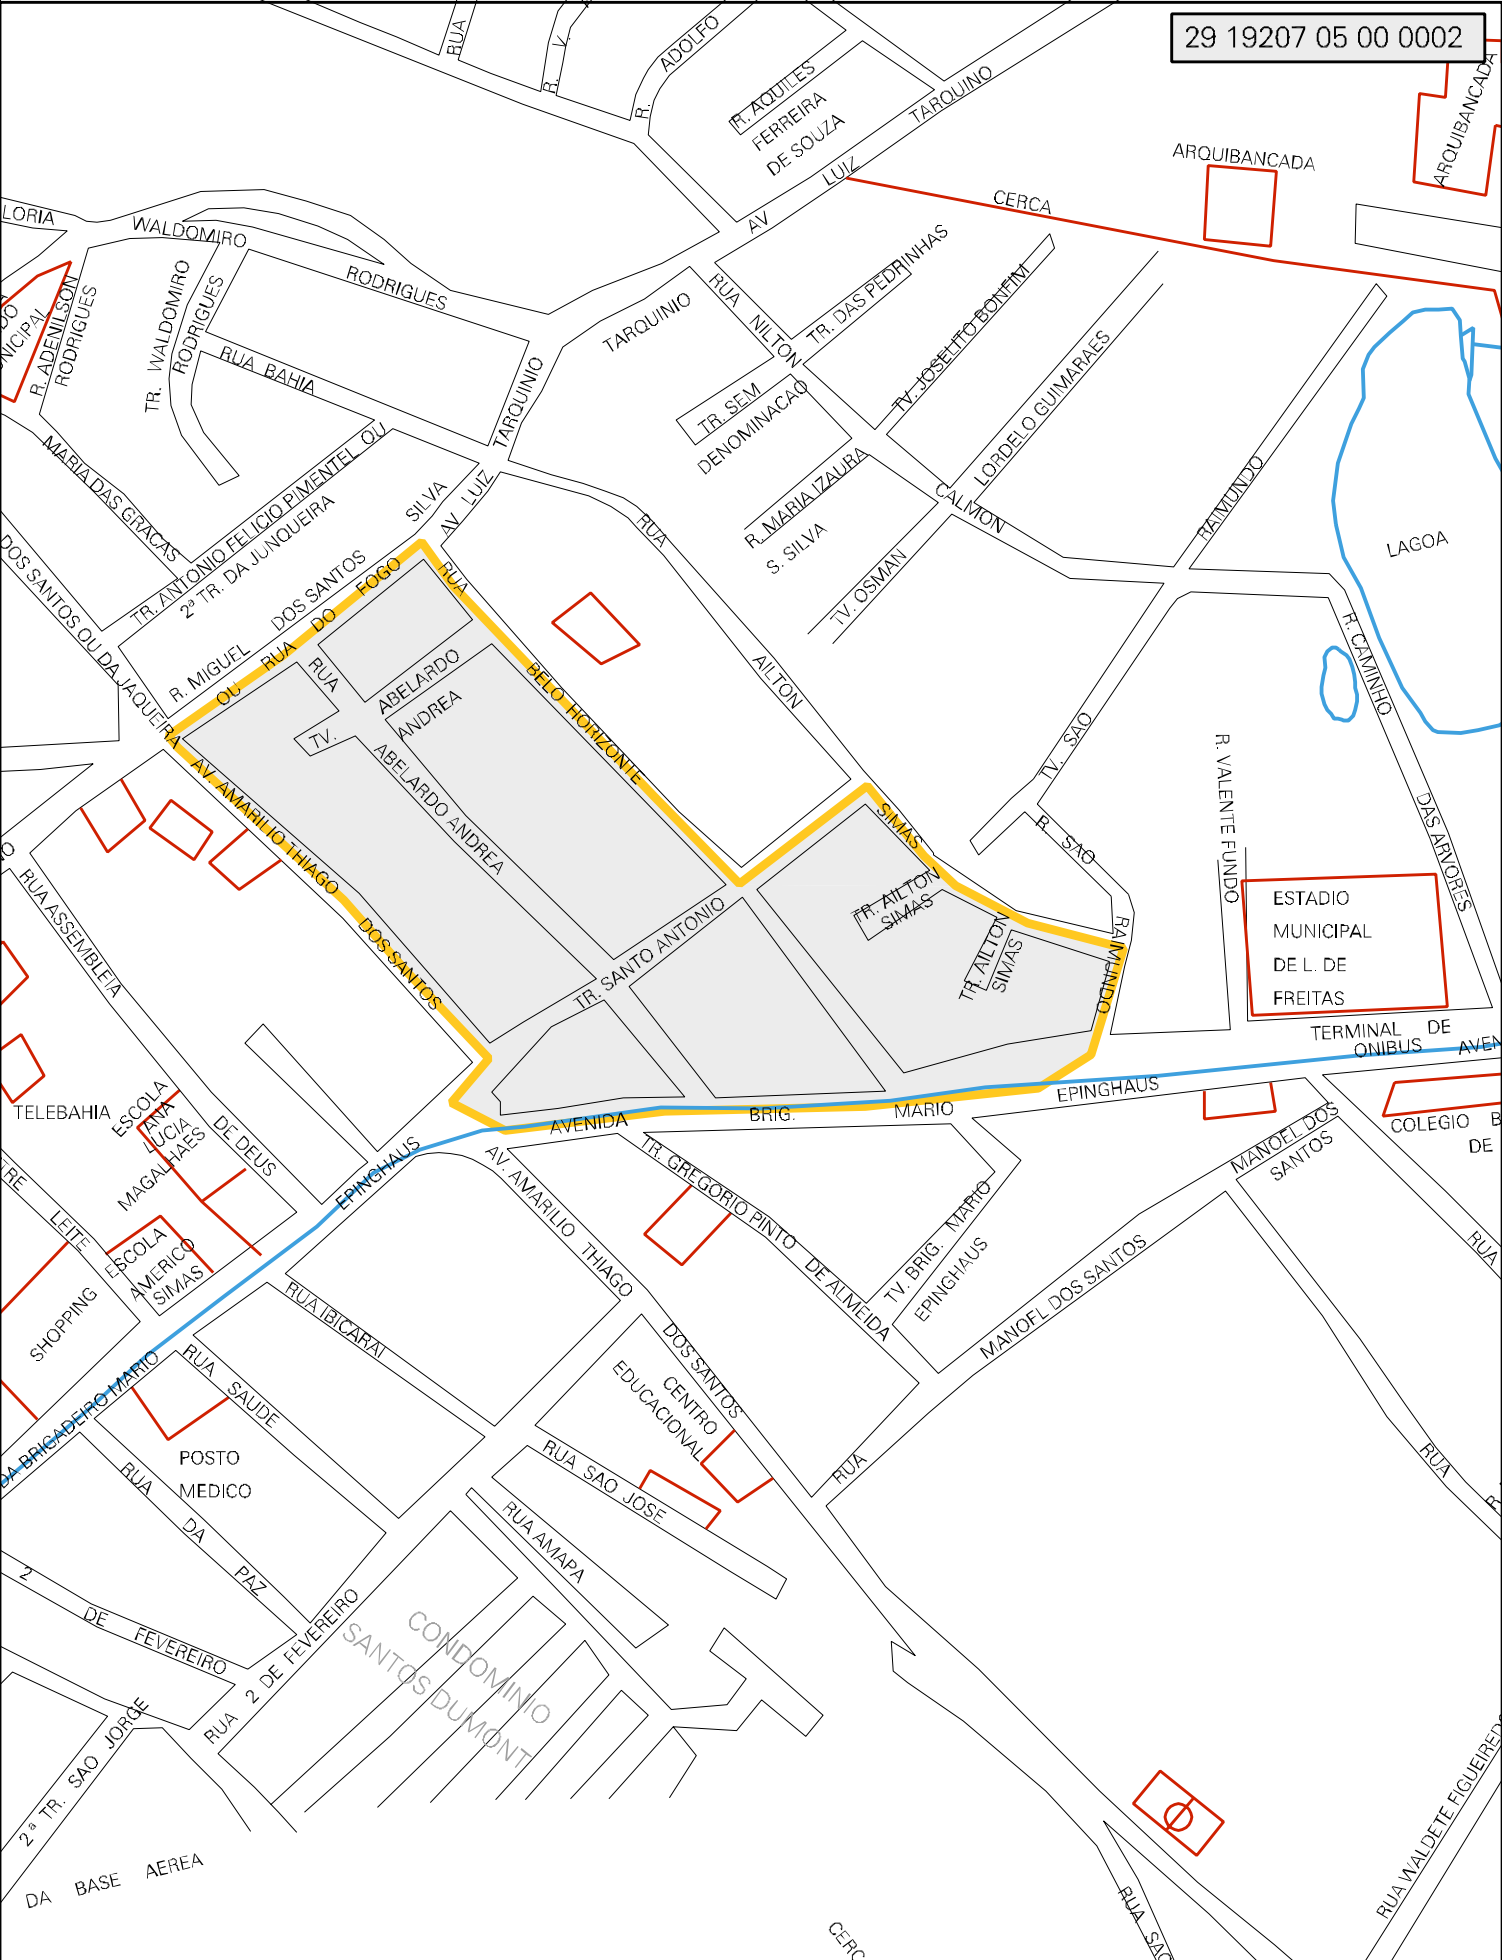 29 19207 05 00 0002
RUA
R. V.
R. ADOLFO
R. AQUILES
FERREIRA
DE SOUZA
AV LUIZ TARQUINO
ARQUIBANCADA
ARQUIBANCADA
CERCA
LORIA
WALDOMIRO RODRIGUES
R. ADENILSON
RODRIGUES
TR. WALDOMIRO
RODRIGUES
RUA BAHIA
TARQUINIO
TARQUINIO
AV LUIZ
RUA NILTON CALMON
TR. DAS PEDRINHAS
TV. JOSELITO BONFIM
LORDELO GUIMARAES
TR. SEM
DENOMINACAO
R. MARIA IZAURA
S. SILVA
TV. OSMAN
MARIA DAS GRACAS
TR. ANTONIO FELICIO PIMENTEL OU
2ª TR. DA JUNQUEIRA
DOS SANTOS OU DA JAQUEIRA
R. MIGUEL DOS SANTOS SILVA
OU RUA DO FOGO
RUA AILTON SIMAS
RAIMUNDO
TV. SAO
LAGOA
R. CAMINHO DAS ARVORES
RUA BELO HORIZONTE
RUA
ABELARDO
ANDREA
TV.
ABELARDO ANDREA
AV. AMARILIO THIAGO DOS SANTOS
R. VALENTE FUNDO
R. SAO RAIMUNDO
TR. AILTON
SIMAS
TR. AILTON
SIMAS
TR. SANTO ANTONIO
ESTADIO
MUNICIPAL
DE L. DE
FREITAS
TERMINAL DE
ONIBUS
AVEN
RUA ASSEMBLEIA DE DEUS
TELEBAHIA
ESCOLA
ANA
LUCIA
MAGALHAES
AVENIDA BRIG. MARIO EPINGHAUS
COLEGIO
DE
MANOEL DOS
SANTOS
LEITE
ESCOLA
AMERICO
SIMAS
SHOPPING
DA BRIGADEIRO MARIO EPINGHAUS
AV. AMARILIO THIAGO DOS SANTOS
TR. GREGORIO PINTO DE ALMEIDA
TV. BRIG. MARIO
EPINGHAUS
RUA MANOEL DOS SANTOS
RUA
RUA IBICARAI
RUA SAUDE
POSTO
MEDICO
RUA DA PAZ
CENTRO
EDUCACIONAL
RUA SAO JOSE
RUA AMAPA
RUA
2 DE FEVEREIRO
RUA 2 DE FEVEREIRO
CONDOMINIO
SANTOS DUMONT
2ª TR. SAO JORGE
DA BASE AEREA
RUA WALDETE FIGUEIREDO
RUA SAO
CERC